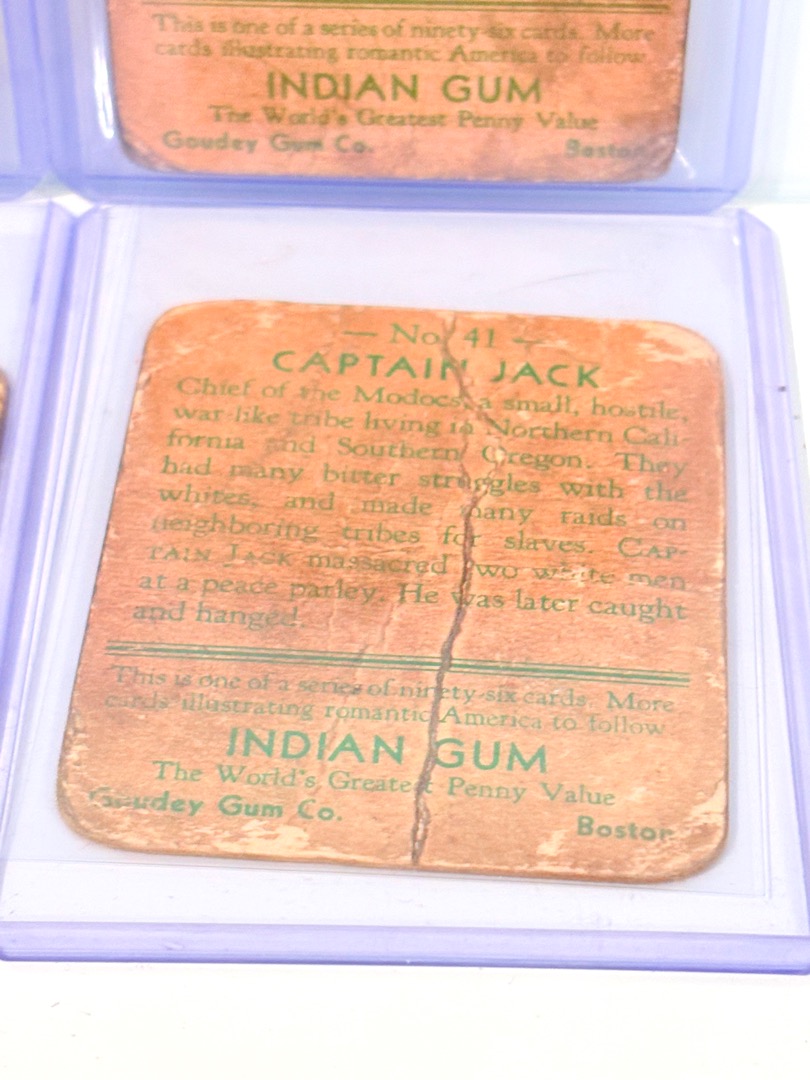 This is one of a series of ninety-six cards. More
cards illustrating romantic America to follow.
INDIAN GUM
The World's Greatest Penny Value
Goudey Gum Co. Boston
— No. 41 —
CAPTAIN JACK
Chief of the Modocs, a small, hostile,
war-like tribe living in Northern Cali-
fornia and Southern Oregon. They
had many bitter struggles with the
whites, and made many raids on
neighboring tribes for slaves. CAP-
TAIN JACK massacred two white men
at a peace parley. He was later caught
and hanged.
This is one of a series of ninety-six cards. More
cards illustrating romantic America to follow
INDIAN GUM
The World's Greatest Penny Value
Goudey Gum Co. Boston